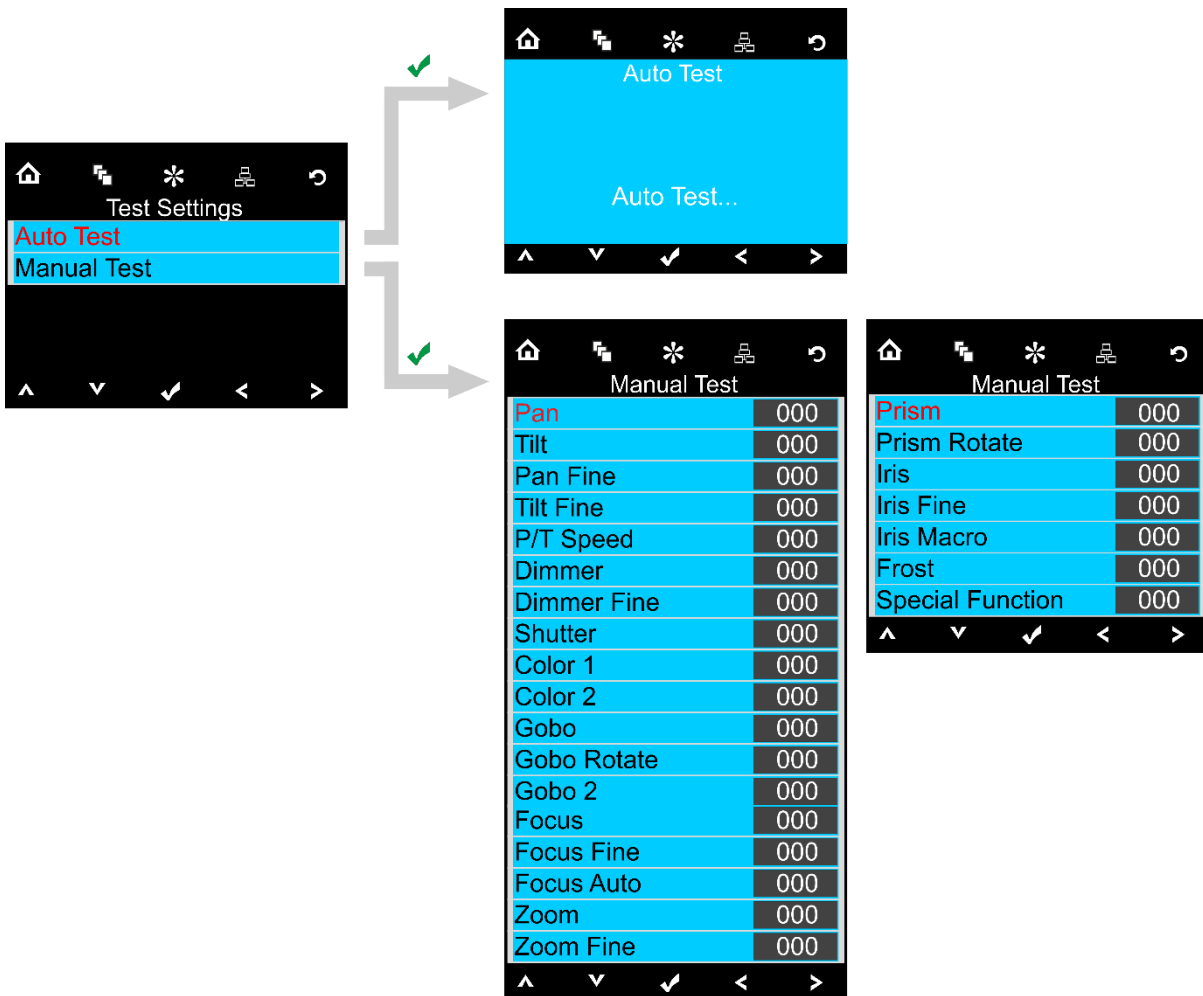 Test Settings
Auto Test
Manual Test
Auto Test
Auto Test...
Manual Test
Pan 000
Tilt 000
Pan Fine 000
Tilt Fine 000
P/T Speed 000
Dimmer 000
Dimmer Fine 000
Shutter 000
Color 1 000
Color 2 000
Gobo 000
Gobo Rotate 000
Gobo 2 000
Focus 000
Focus Fine 000
Focus Auto 000
Zoom 000
Zoom Fine 000
Manual Test
Prism 000
Prism Rotate 000
Iris 000
Iris Fine 000
Iris Macro 000
Frost 000
Special Function 000